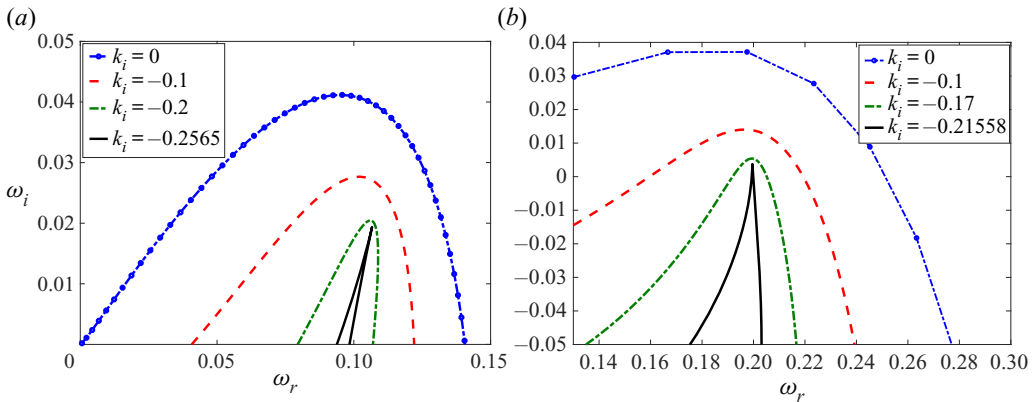 (a)
0.05
0.04
0.03
0.02
0.01
ω_i
k_i = 0
k_i = −0.1
k_i = −0.2
k_i = −0.2565
0 0.05 0.10 0.15
ω_r
(b)
0.04
0.03
0.02
0.01
0
−0.01
−0.02
−0.03
−0.04
−0.05
k_i = 0
k_i = −0.1
k_i = −0.17
k_i = −0.21558
0.14 0.16 0.18 0.20 0.22 0.24 0.26 0.28 0.30
ω_r